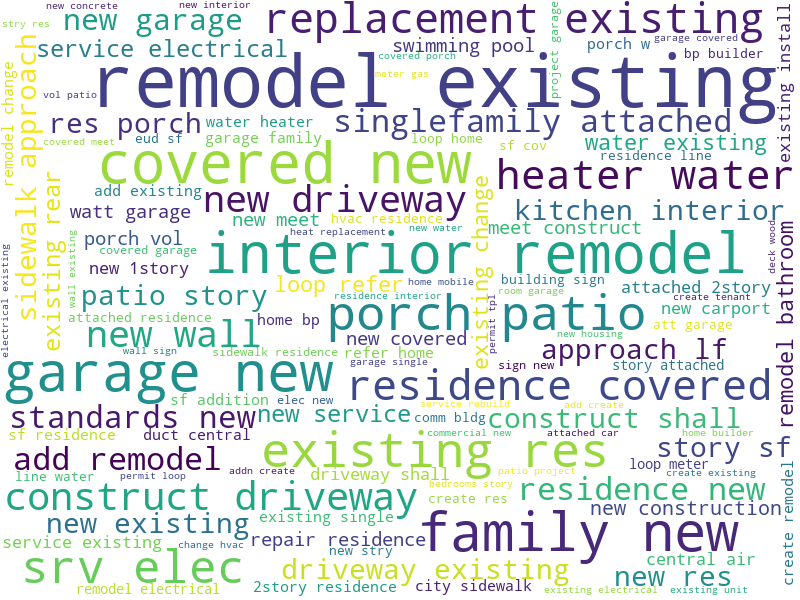 new concrete
new interior
stry res
new garage
replacement existing
service electrical
swimming pool
porch w
garage covered
bp builder
covered porch
meter gas
project garage
existing install
remodel change
sidewalk approach
vol patio
remodel existing
res porch
water heater
singlefamily attached
covered meet
eud sf
garage family
loop home
sf cov
water existing
residence line
covered new
heater water
add existing
new driveway
existing rear
watt garage
new meet
hvac residence
kitchen interior
heat replacement
new water
meet construct
existing change
deck wood
remodel bathroom
electrical existing
wall existing
porch vol
covered garage
new 1story
interior remodel
loop refer
home mobile
building sign
attached 2story
room garage
create tenant
patio story
residence interior
permit tpl
new carport
attached residence
home bp
porch patio
att garage
new wall
new covered
new housing
wall sign
sidewalk residence
refer home
approach lf
garage single
sign new
story attached
garage new
residence covered
sf addition
elec new
service rebuild
add create
standards new
new service
comm bldg
construct shall
sf residence
duct central
commercial new
attached car
home builder
existing res
story sf
add remodel
addn create
driveway shall
patio project
loop meter
create existing
line water
permit loop
bedrooms story
create remodel
construct driveway
create res
residence new
new construction
new existing
existing single
family new
service existing
change hvac
repair residence
new stry
central air
srv elec
driveway existing
new res
remodel electrical
2story residence
city sidewalk
existing electrical
existing unit